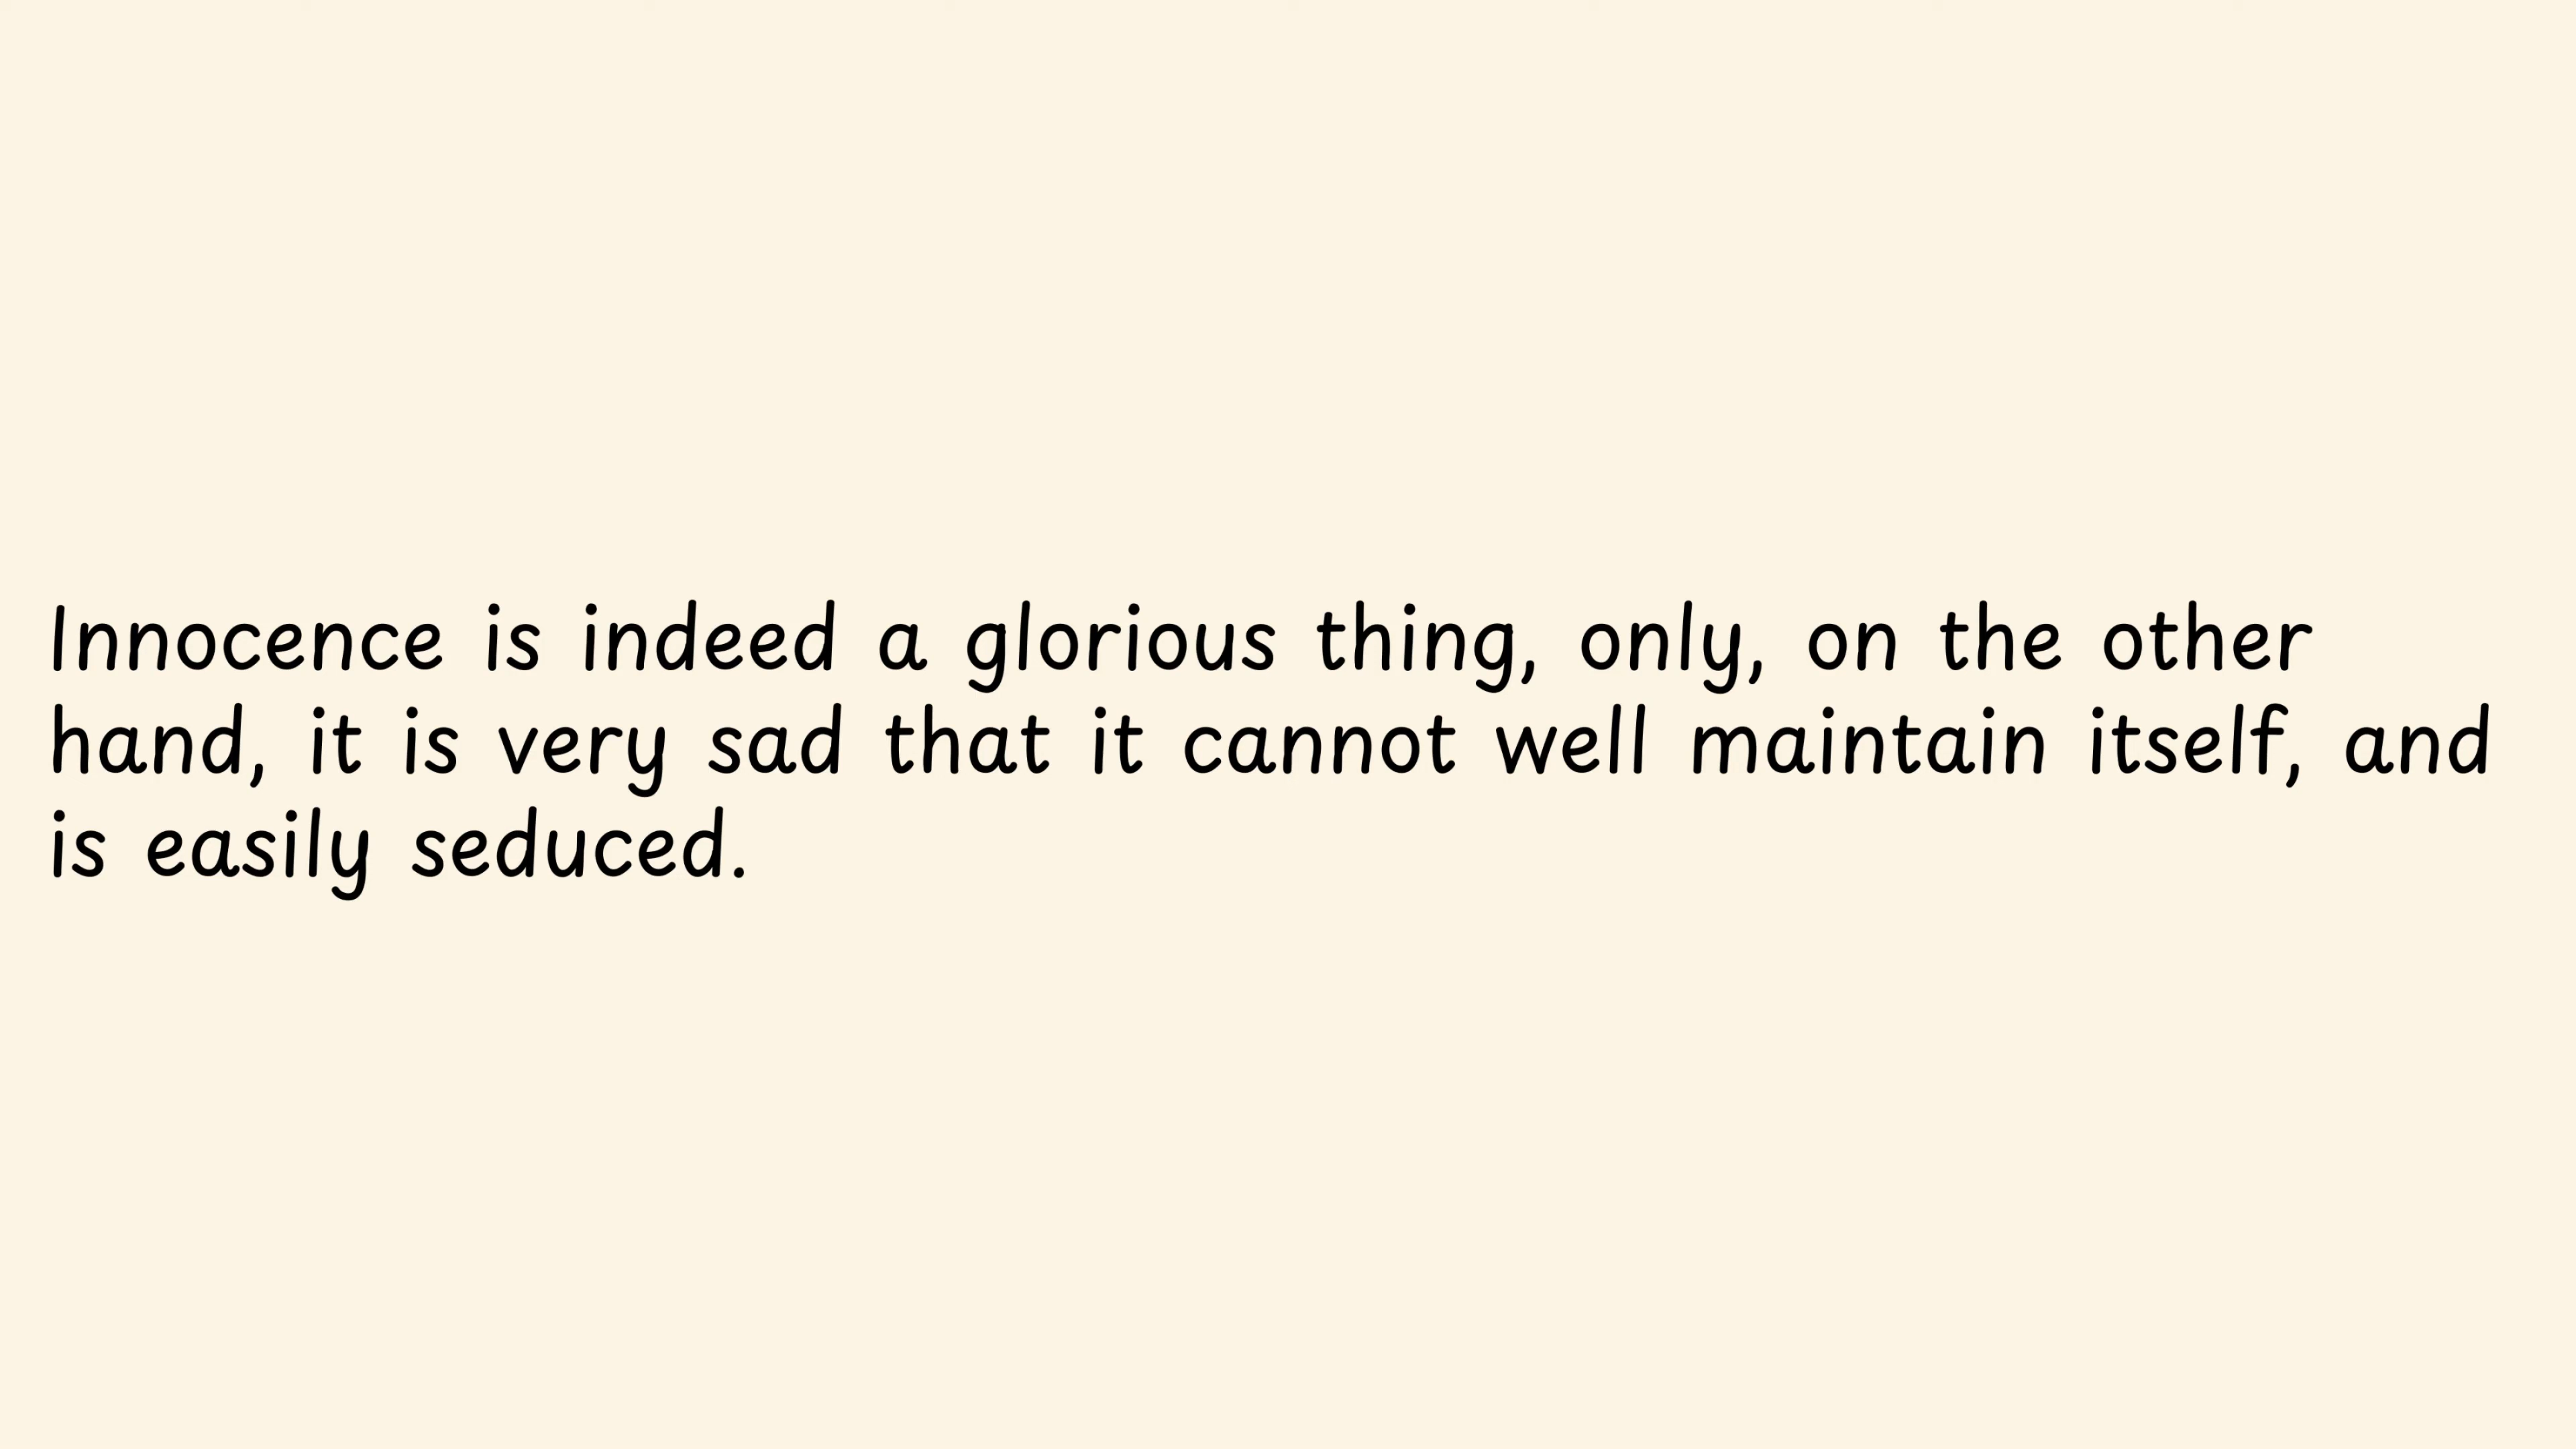 Innocence is indeed a glorious thing, only, on the other
hand, it is very sad that it cannot well maintain itself, and
is easily seduced.